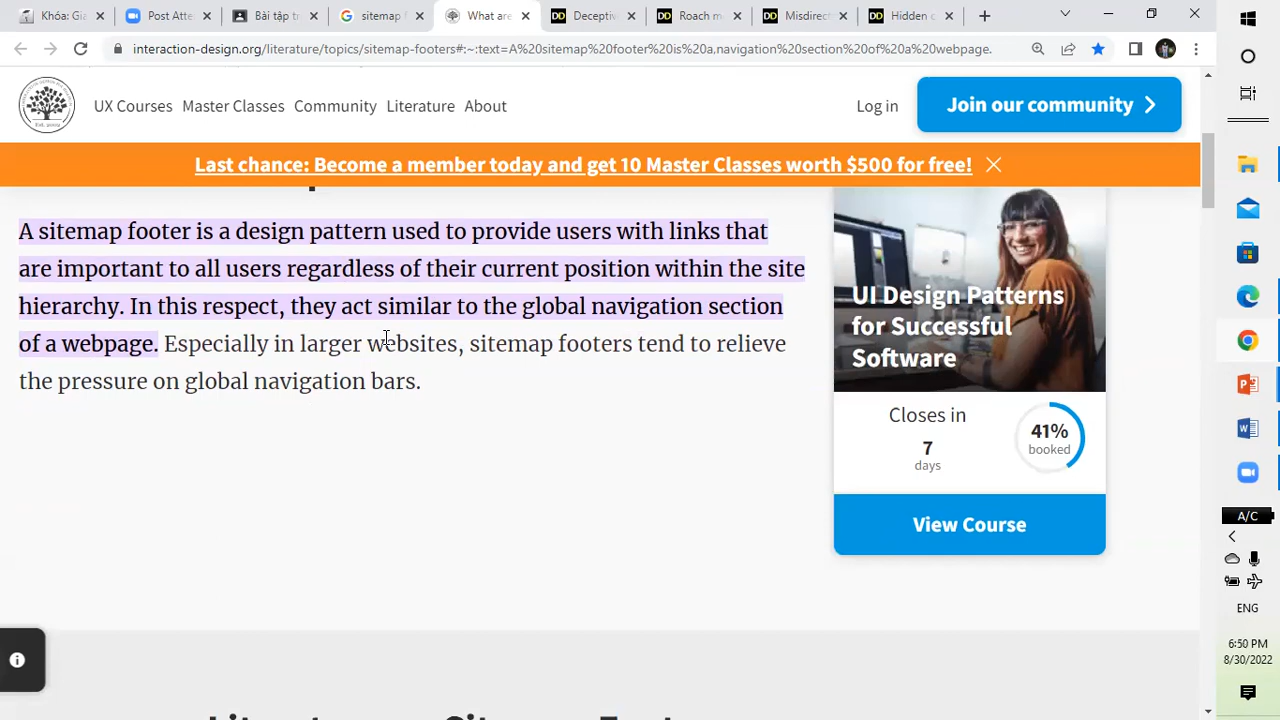 Khóa: Gia
Post Atte
Bài tập tr
sitemap f
What are
Deceptiv
Roach m
Misdirec
Hidden c
interaction-design.org/literature/topics/sitemap-footers#:~:text=A%20sitemap%20footer%20is%20a,navigation%20section%20of%20a%20webpage.
UX Courses Master Classes Community Literature About
Log in
Join our community
Last chance: Become a member today and get 10 Master Classes worth $500 for free!
A sitemap footer is a design pattern used to provide users with links that
are important to all users regardless of their current position within the site
hierarchy. In this respect, they act similar to the global navigation section
of a webpage. Especially in larger websites, sitemap footers tend to relieve
the pressure on global navigation bars.
UI Design Patterns
for Successful
Software
Closes in
7
days
41%
booked
View Course
A/C
ENG
6:50 PM
8/30/2022